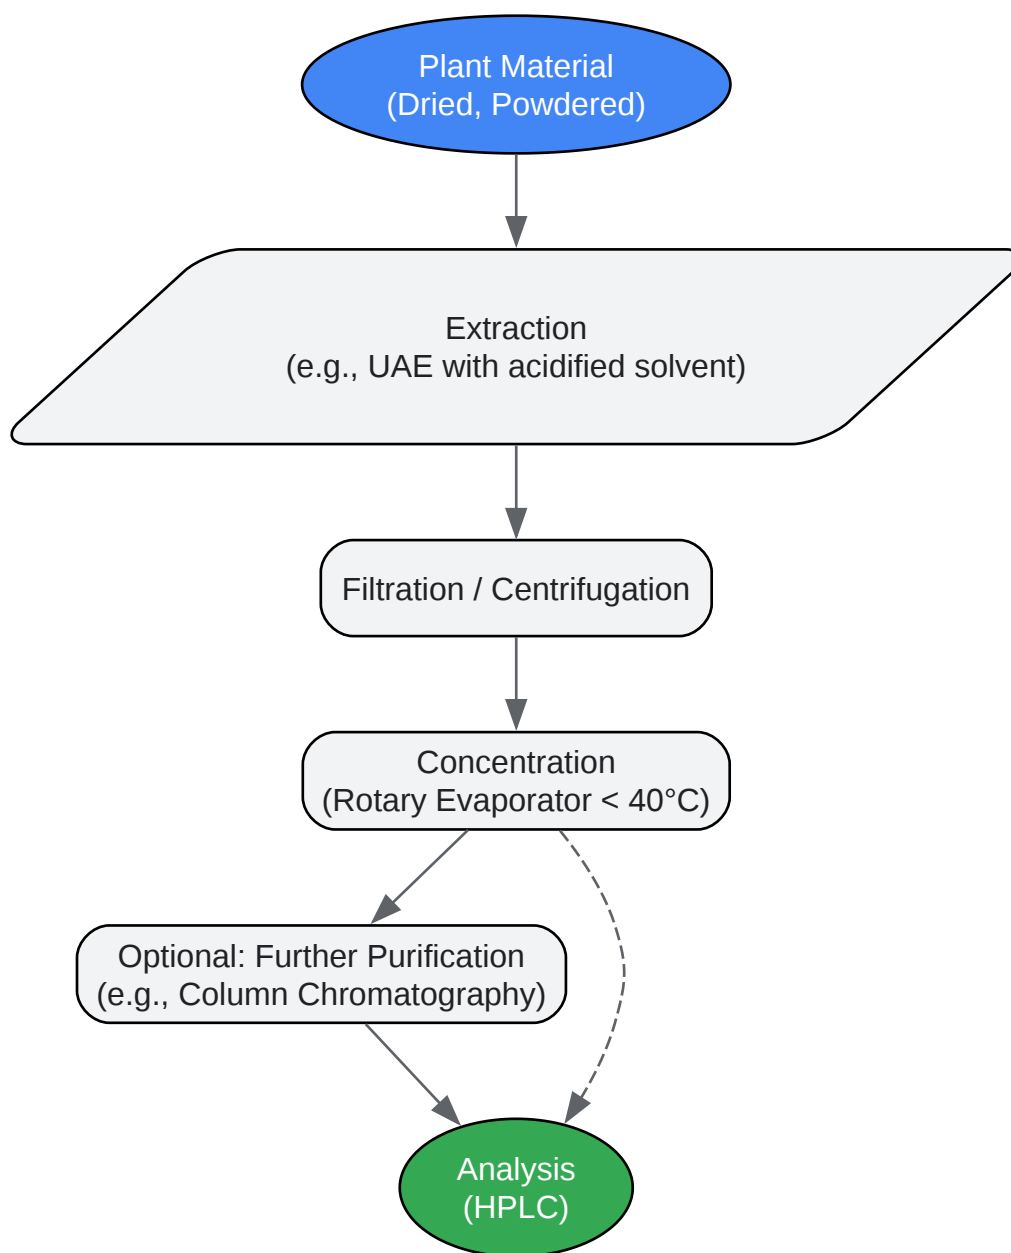 Plant Material
(Dried, Powdered)
Extraction
(e.g., UAE with acidified solvent)
Filtration / Centrifugation
Concentration
(Rotary Evaporator < 40°C)
Optional: Further Purification
(e.g., Column Chromatography)
Analysis
(HPLC)